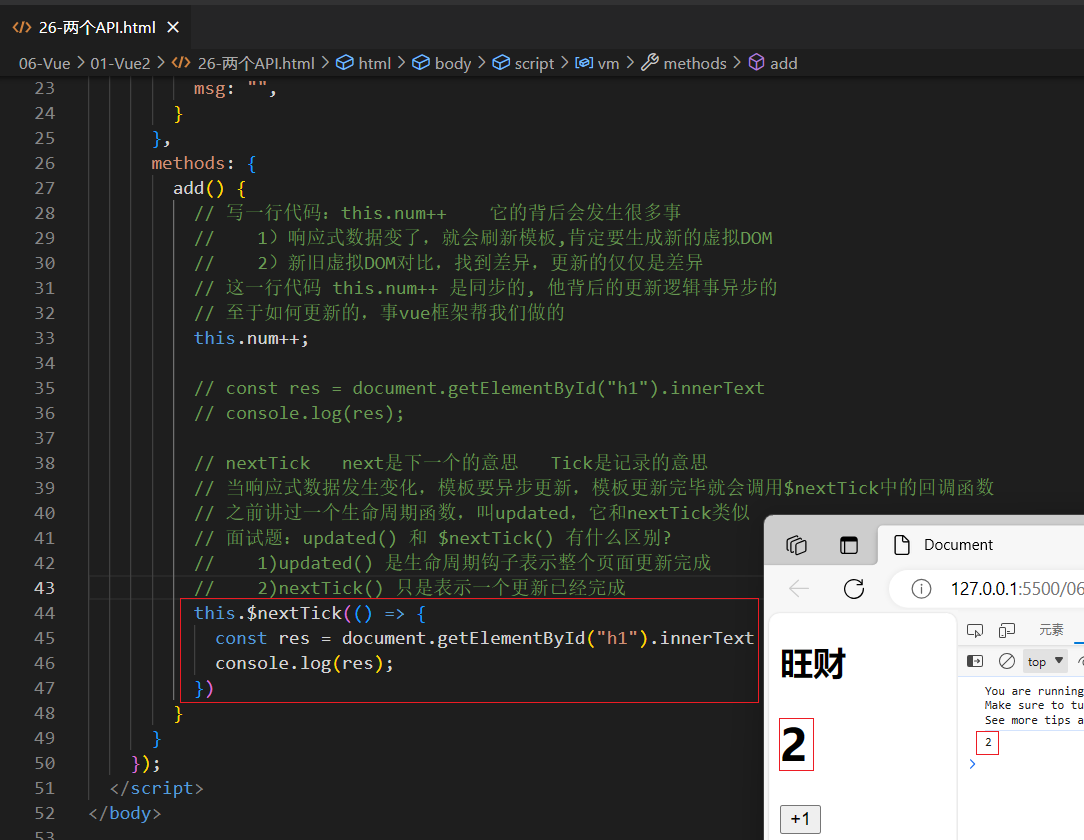 26-两个API.html
06-Vue > 01-Vue2 > 26-两个API.html > html > body > script > vm > methods > add
23 msg: "",
24 }
25 },
26 methods: {
27 add() {
28 // 写一行代码：this.num++    它的背后会发生很多事
29 //    1）响应式数据变了，就会刷新模板,肯定要生成新的虚拟DOM
30 //    2）新旧虚拟DOM对比，找到差异，更新的仅仅是差异
31 // 这一行代码 this.num++ 是同步的, 他背后的更新逻辑事异步的
32 // 至于如何更新的，事vue框架帮我们做的
33 this.num++;
34
35 // const res = document.getElementById("h1").innerText
36 // console.log(res);
37
38 // nextTick   next是下一个的意思   Tick是记录的意思
39 // 当响应式数据发生变化，模板要异步更新，模板更新完毕就会调用$nextTick中的回调函数
40 // 之前讲过一个生命周期函数，叫updated，它和nextTick类似
41 // 面试题：updated() 和 $nextTick() 有什么区别?
42 //    1)updated() 是生命周期钩子表示整个页面更新完成
43 //    2)nextTick() 只是表示一个更新已经完成
44 this.$nextTick(() => {
45 const res = document.getElementById("h1").innerText
46 console.log(res);
47 })
48 }
49 }
50 });
51 </script>
52 </body>
53
Document
127.0.0.1:5500/06
旺财
2
+1
元素
top
You are running
Make sure to tu
See more tips a
2